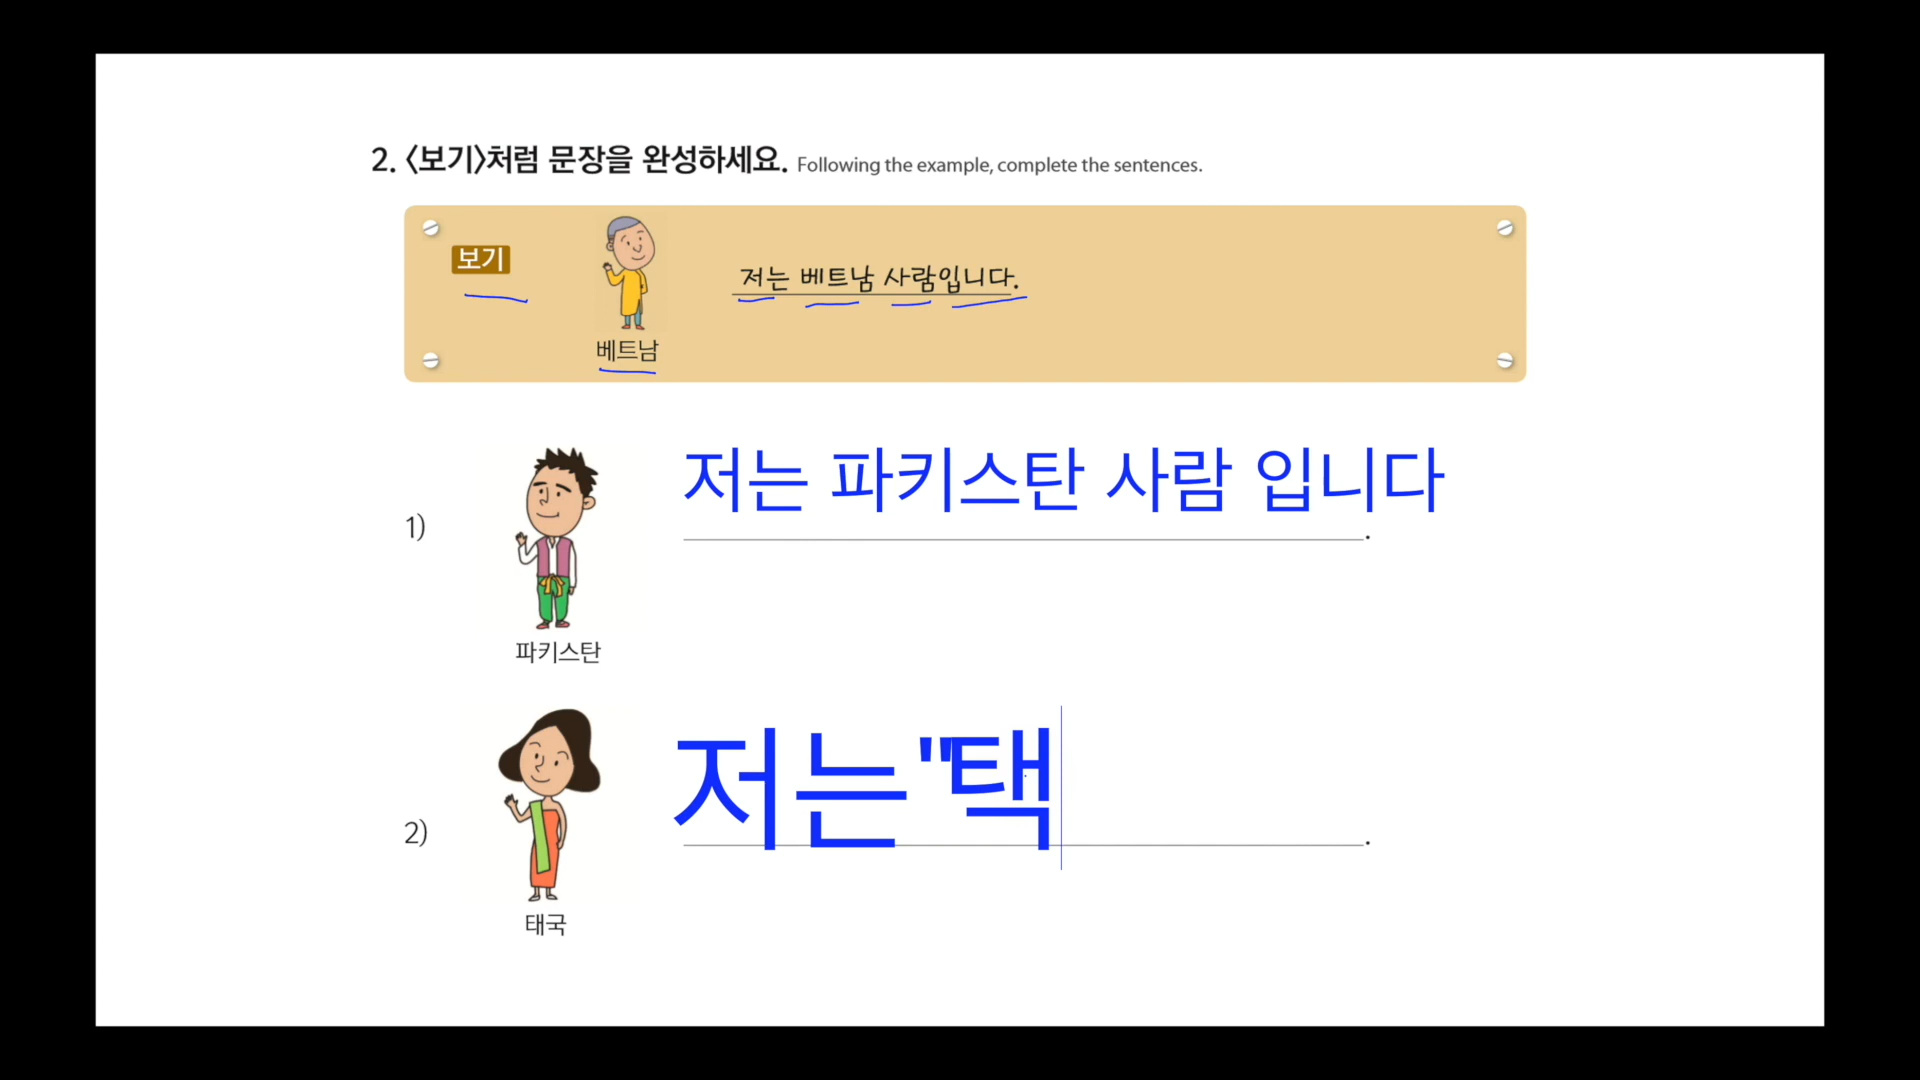 2. 〈보기〉처럼 문장을 완성하세요. Following the example, complete the sentences.
보기
저는 베트남 사람입니다.
베트남
저는 파키스탄 사람 입니다
1)
.
파키스탄
저는"택
2)
.
태국